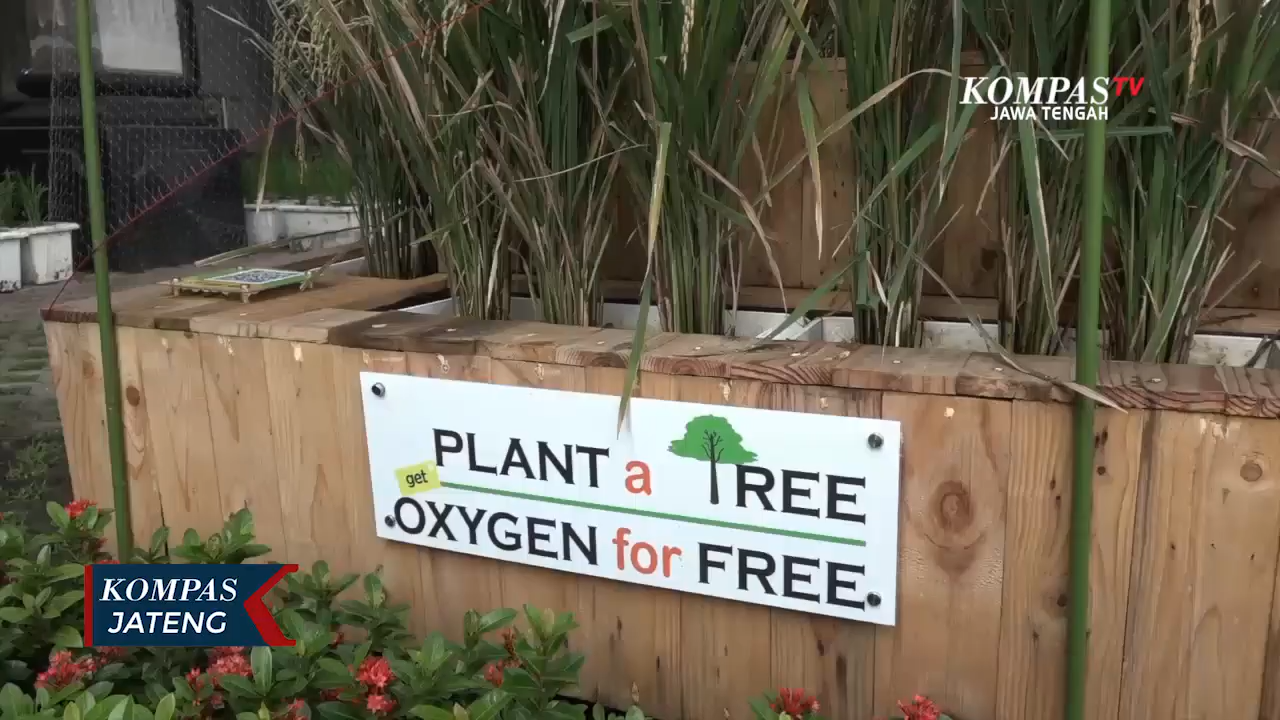 KOMPAS TV
JAWA TENGAH
PLANT a TREE
get
OXYGEN for FREE
KOMPAS
JATENG